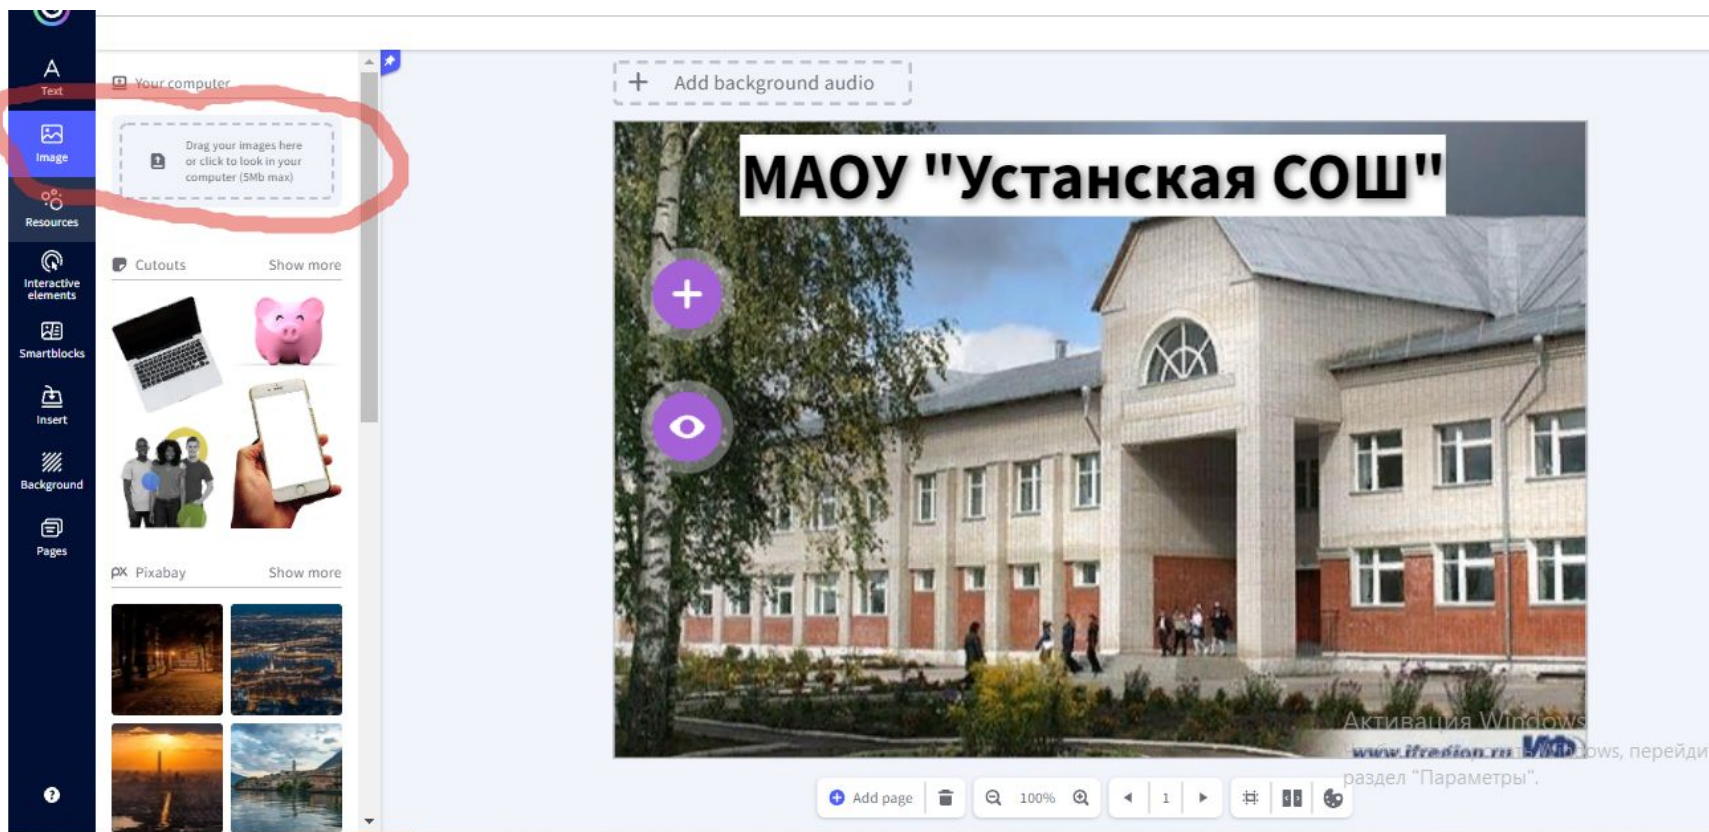 Text
Image
Resources
Interactive
elements
Smartblocks
Insert
Background
Pages
Your computer
Drag your images here
or click to look in your
computer (5Mb max)
Cutouts Show more
px Pixabay Show more
Add background audio
МАОУ "Устанская СОШ"
Активация Windows
Windows, перейди
раздел "Параметры".
Add page 100% 1